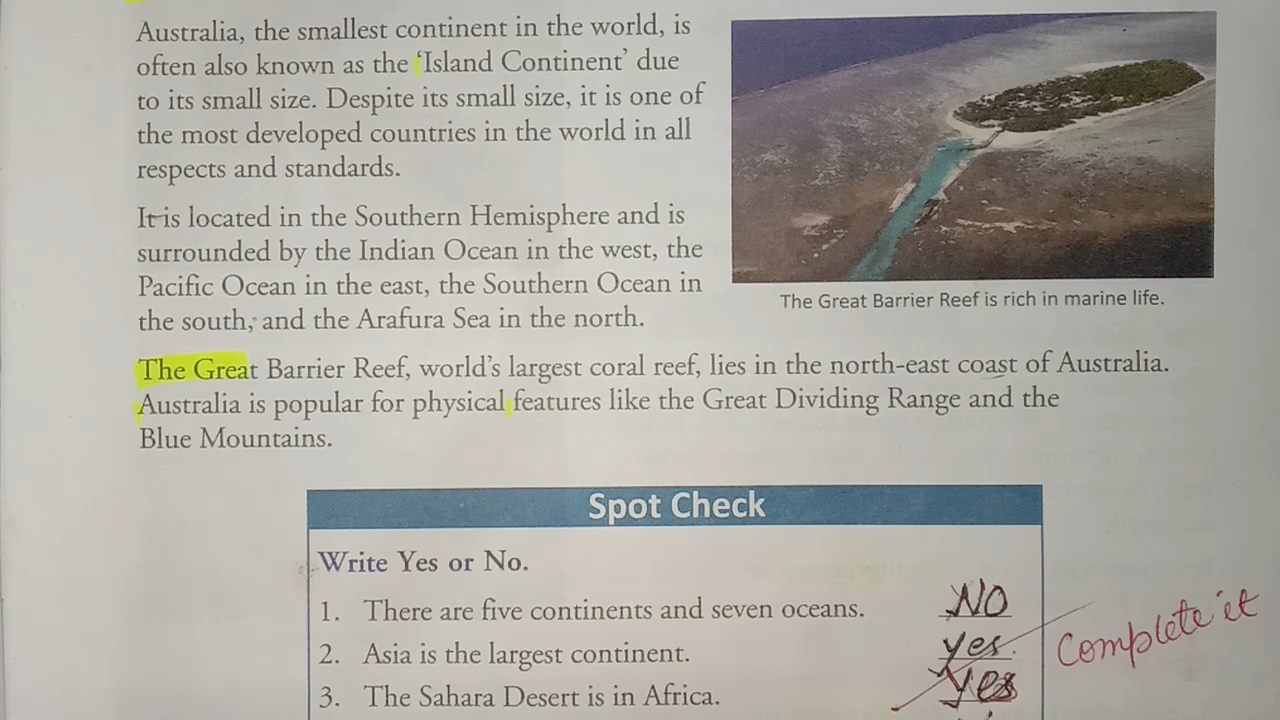 Australia, the smallest continent in the world, is
often also known as the ‘Island Continent’ due
to its small size. Despite its small size, it is one of
the most developed countries in the world in all
respects and standards.
It is located in the Southern Hemisphere and is
surrounded by the Indian Ocean in the west, the
Pacific Ocean in the east, the Southern Ocean in
the south, and the Arafura Sea in the north.
The Great Barrier Reef is rich in marine life.
The Great Barrier Reef, world’s largest coral reef, lies in the north-east coast of Australia.
Australia is popular for physical features like the Great Dividing Range and the
Blue Mountains.
Spot Check
Write Yes or No.
1. There are five continents and seven oceans. NO
2. Asia is the largest continent. yes.
3. The Sahara Desert is in Africa. Yes
Complete it